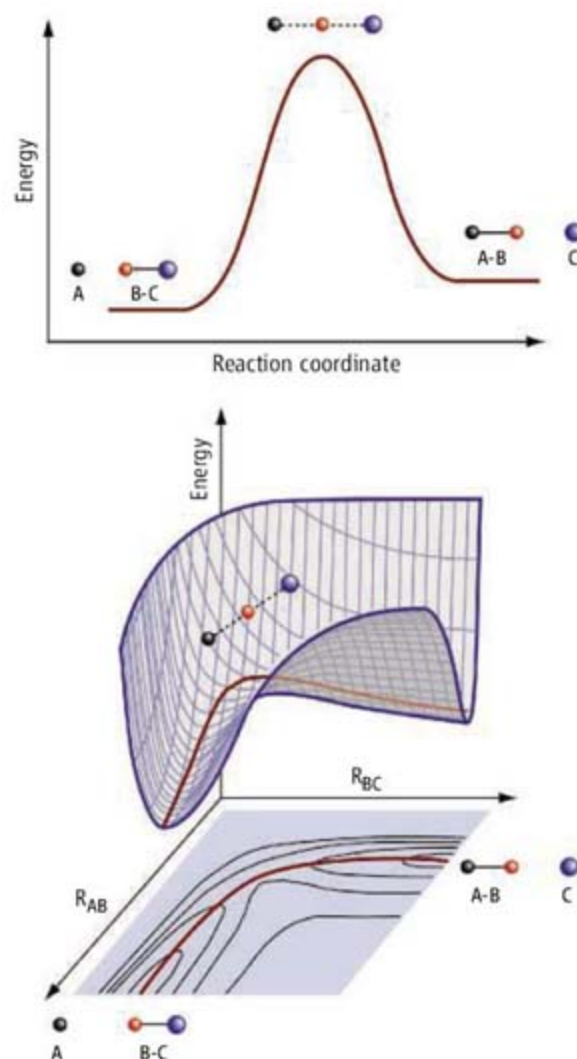 Energy
A-B
C
A
B-C
Reaction coordinate
Energy
R_BC
R_AB
A-B
C
A
B-C